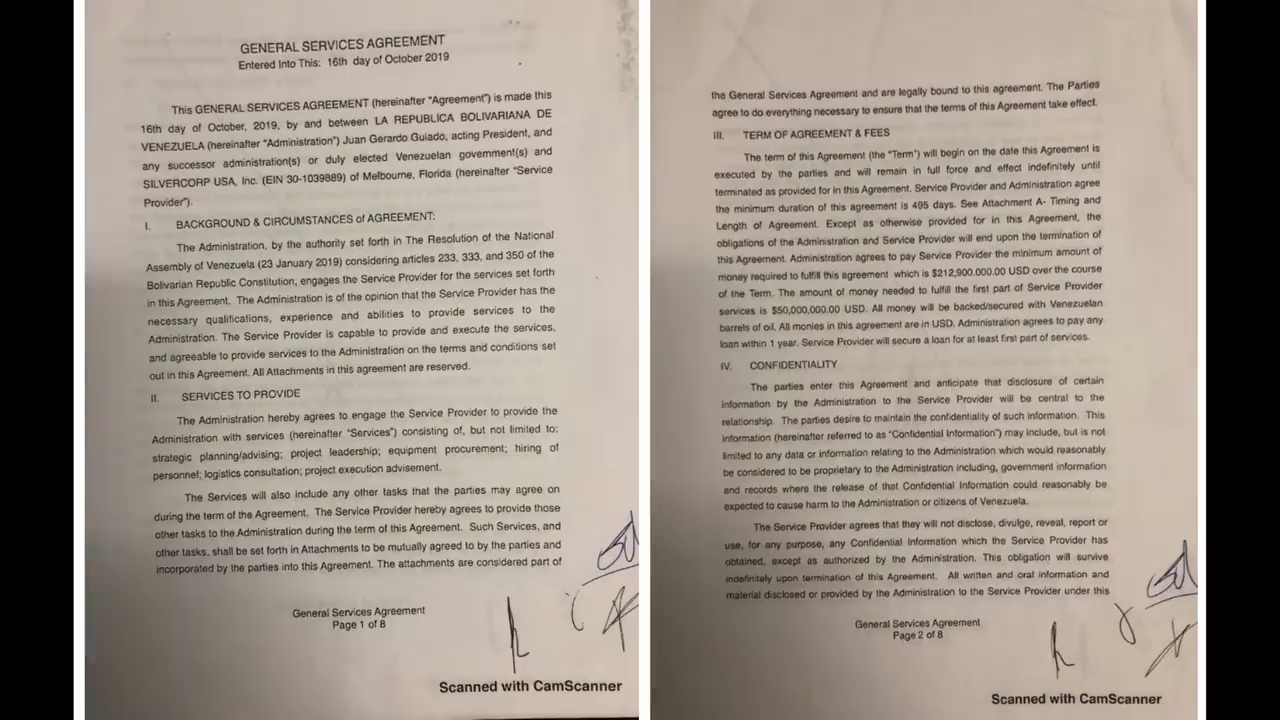 GENERAL SERVICES AGREEMENT
Entered Into This: 16th day of October 2019
This GENERAL SERVICES AGREEMENT (hereinafter "Agreement") is made this
16th day of October, 2019, by and between LA REPUBLICA BOLIVARIANA DE
VENEZUELA (hereinafter "Administration") Juan Gerardo Guiado, acting President, and
any successor administration(s) or duly elected Venezuelan government(s) and
SILVERCORP USA, Inc. (EIN 30-1039889) of Melbourne, Florida (hereinafter "Service
Provider").
I. BACKGROUND & CIRCUMSTANCES of AGREEMENT:
The Administration, by the authority set forth in The Resolution of the National
Assembly of Venezuela (23 January 2019) considering articles 233, 333, and 350 of the
Bolivarian Republic Constitution, engages the Service Provider for the services set forth
in this Agreement. The Administration is of the opinion that the Service Provider has the
necessary qualifications, experience and abilities to provide services to the
Administration. The Service Provider is capable to provide and execute the services,
and agreeable to provide services to the Administration on the terms and conditions set
out in this Agreement. All Attachments in this agreement are reserved.
II. SERVICES TO PROVIDE
The Administration hereby agrees to engage the Service Provider to provide the
Administration with services (hereinafter "Services") consisting of, but not limited to:
strategic planning/advising; project leadership; equipment procurement; hiring of
personnel; logistics consultation; project execution advisement.
The Services will also include any other tasks that the parties may agree on
during the term of the Agreement. The Service Provider hereby agrees to provide those
other tasks to the Administration during the term of this Agreement. Such Services, and
other tasks, shall be set forth in Attachments to be mutually agreed to by the parties and
incorporated by the parties into this Agreement. The attachments are considered part of
General Services Agreement
Page 1 of 8
Scanned with CamScanner
the General Services Agreement and are legally bound to this agreement. The Parties
agree to do everything necessary to ensure that the terms of this Agreement take effect.
III. TERM OF AGREEMENT & FEES
The term of this Agreement (the "Term") will begin on the date this Agreement is
executed by the parties and will remain in full force and effect indefinitely until
terminated as provided for in this Agreement. Service Provider and Administration agree
the minimum duration of this agreement is 495 days. See Attachment A- Timing and
Length of Agreement. Except as otherwise provided for in this Agreement, the
obligations of the Administration and Service Provider will end upon the termination of
this Agreement. Administration agrees to pay Service Provider the minimum amount of
money required to fulfill this agreement which is $212,900,000.00 USD over the course
of the Term. The amount of money needed to fulfill the first part of Service Provider
services is $50,000,000.00 USD. All money will be backed/secured with Venezuelan
barrels of oil. All monies in this agreement are in USD. Administration agrees to pay any
loan within 1 year. Service Provider will secure a loan for at least first part of services.
IV. CONFIDENTIALITY
The parties enter this Agreement and anticipate that disclosure of certain
information by the Administration to the Service Provider will be central to the
relationship. The parties desire to maintain the confidentiality of such information. This
Information (hereinafter referred to as "Confidential Information") may include, but is not
limited to any data or information relating to the Administration which would reasonably
be considered to be proprietary to the Administration including, government information
and records where the release of that Confidential Information could reasonably be
expected to cause harm to the Administration or citizens of Venezuela.
The Service Provider agrees that they will not disclose, divulge, reveal, report or
use, for any purpose, any Confidential Information which the Service Provider has
obtained, except as authorized by the Administration. This obligation will survive
indefinitely upon termination of this Agreement. All written and oral information and
material disclosed or provided by the Administration to the Service Provider under this
General Services Agreement
Page 2 of 8
Scanned with CamScanner